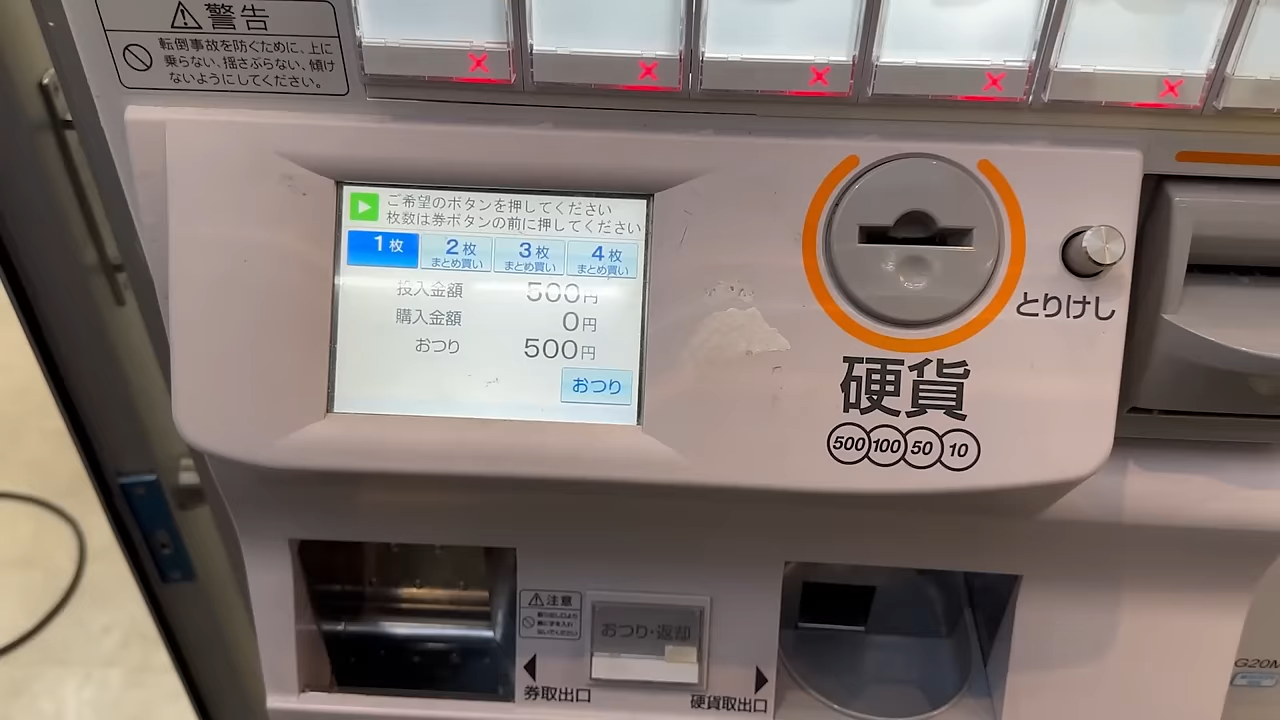 警告
転倒事故を防ぐために、上に
乗らない、揺さぶらない、傾け
ないようにしてください。
ご希望のボタンを押してください
枚数は券ボタンの前に押してください
1枚
2枚 まとめ買い
3枚 まとめ買い
4枚 まとめ買い
投入金額 500円
購入金額 0円
おつり 500円
おつり
とりけし
硬貨
500 100 50 10
注意
おつり・返却
券取出口
硬貨取出口
G20M